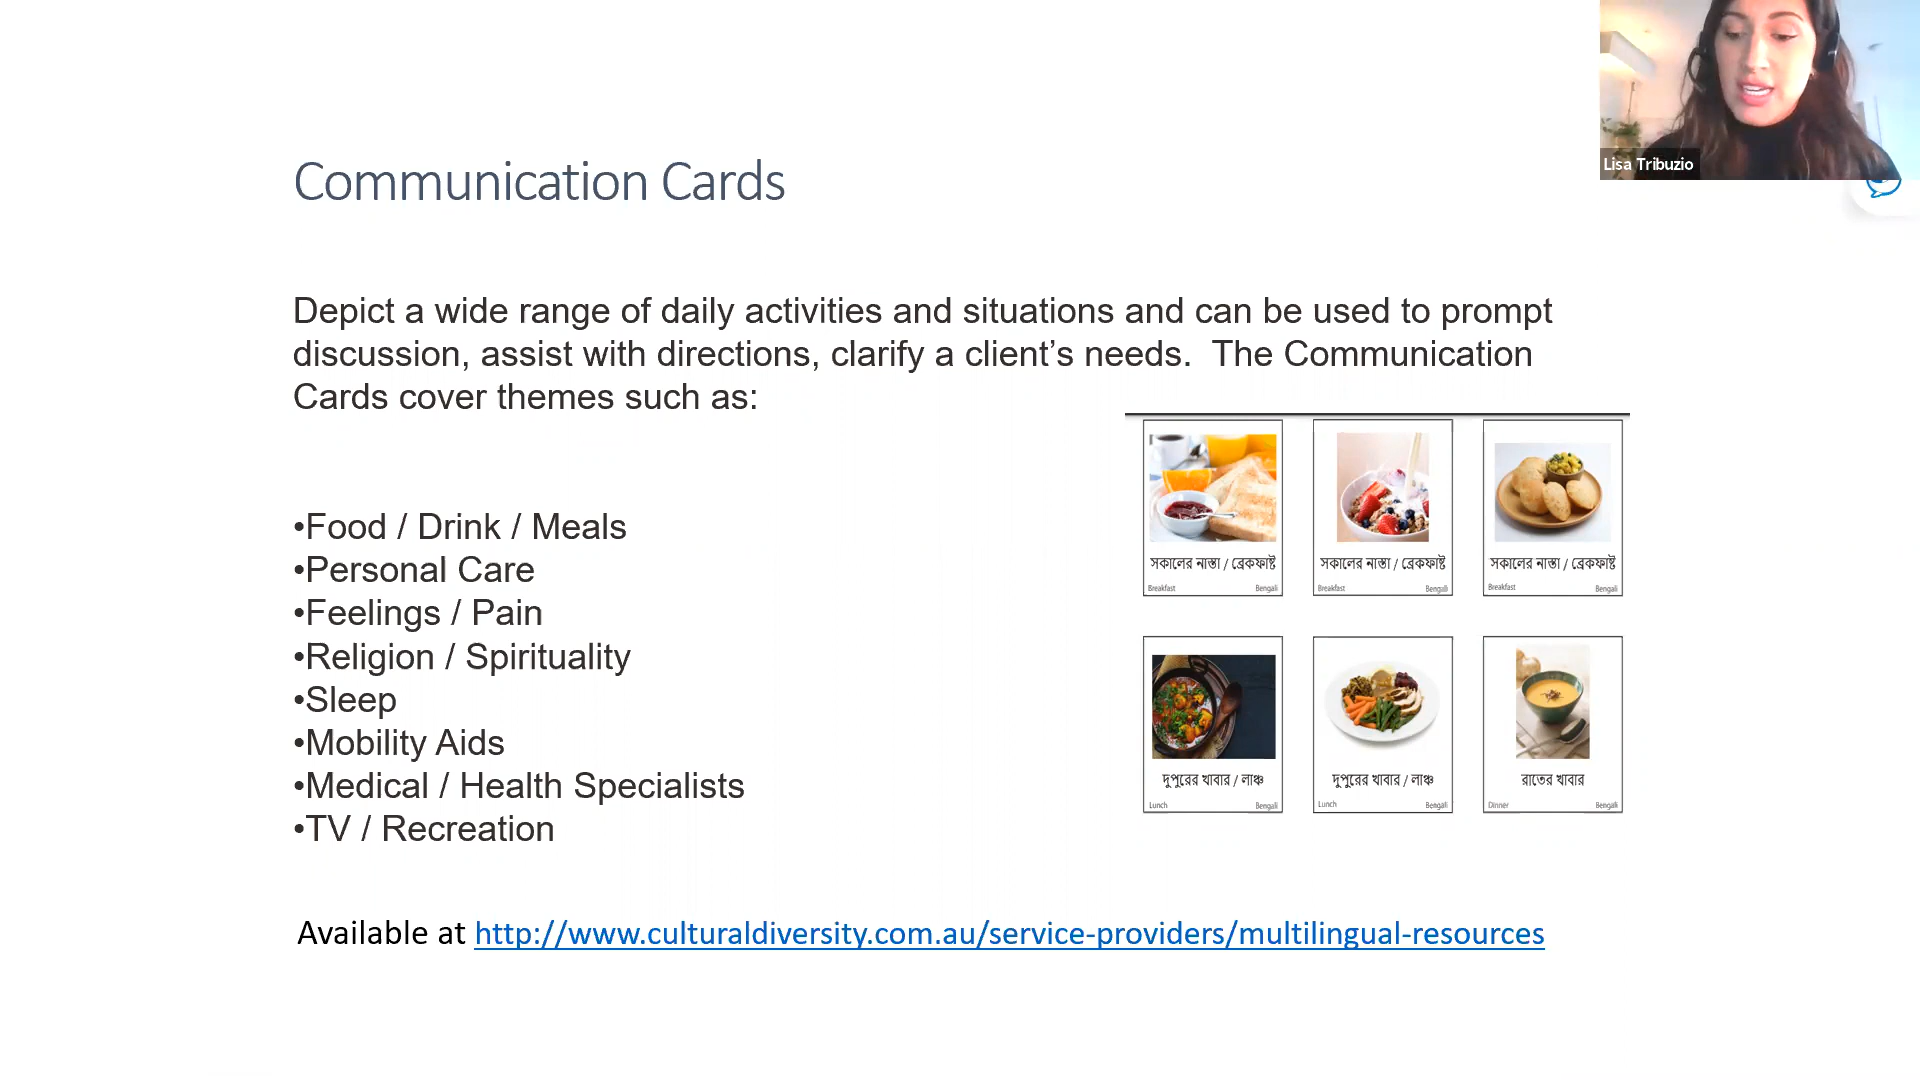 Lisa Tribuzio
Communication Cards
Depict a wide range of daily activities and situations and can be used to prompt
discussion, assist with directions, clarify a client’s needs.  The Communication
Cards cover themes such as:
•Food / Drink / Meals
•Personal Care
•Feelings / Pain
•Religion / Spirituality
•Sleep
•Mobility Aids
•Medical / Health Specialists
•TV / Recreation
সকালের নাস্তা / ব্রেকফাষ্ট
Breakfast Bengali
সকালের নাস্তা / ব্রেকফাষ্ট
Breakfast Bengali
সকালের নাস্তা / ব্রেকফাষ্ট
Breakfast Bengali
দুপুরের খাবার / লাঞ্চ
Lunch Bengali
দুপুরের খাবার / লাঞ্চ
Lunch Bengali
রাতের খাবার
Dinner Bengali
Available at http://www.culturaldiversity.com.au/service-providers/multilingual-resources